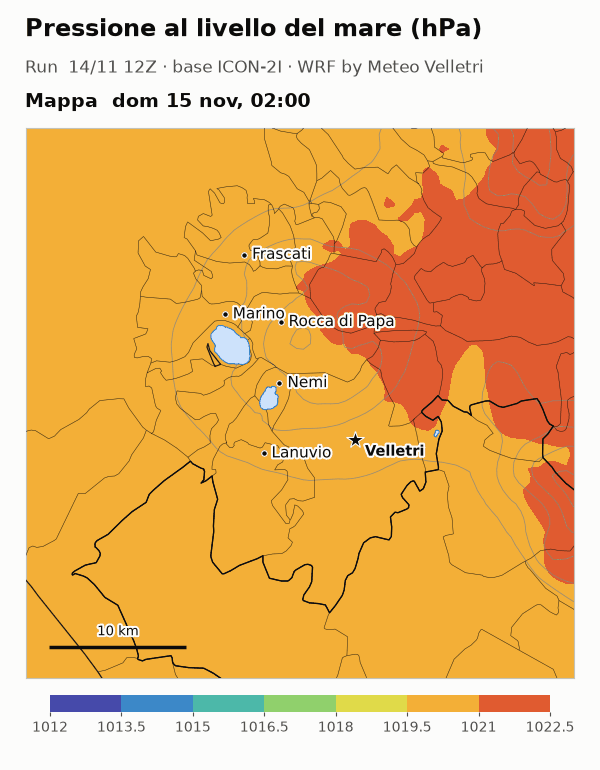 Pressione al livello del mare (hPa)
Run  14/11 12Z · base ICON-2I · WRF by Meteo Velletri
Mappa  dom 15 nov, 02:00
Frascati
Marino
Rocca di Papa
Nemi
Velletri
Lanuvio
10 km
1012 1013.5 1015 1016.5 1018 1019.5 1021 1022.5